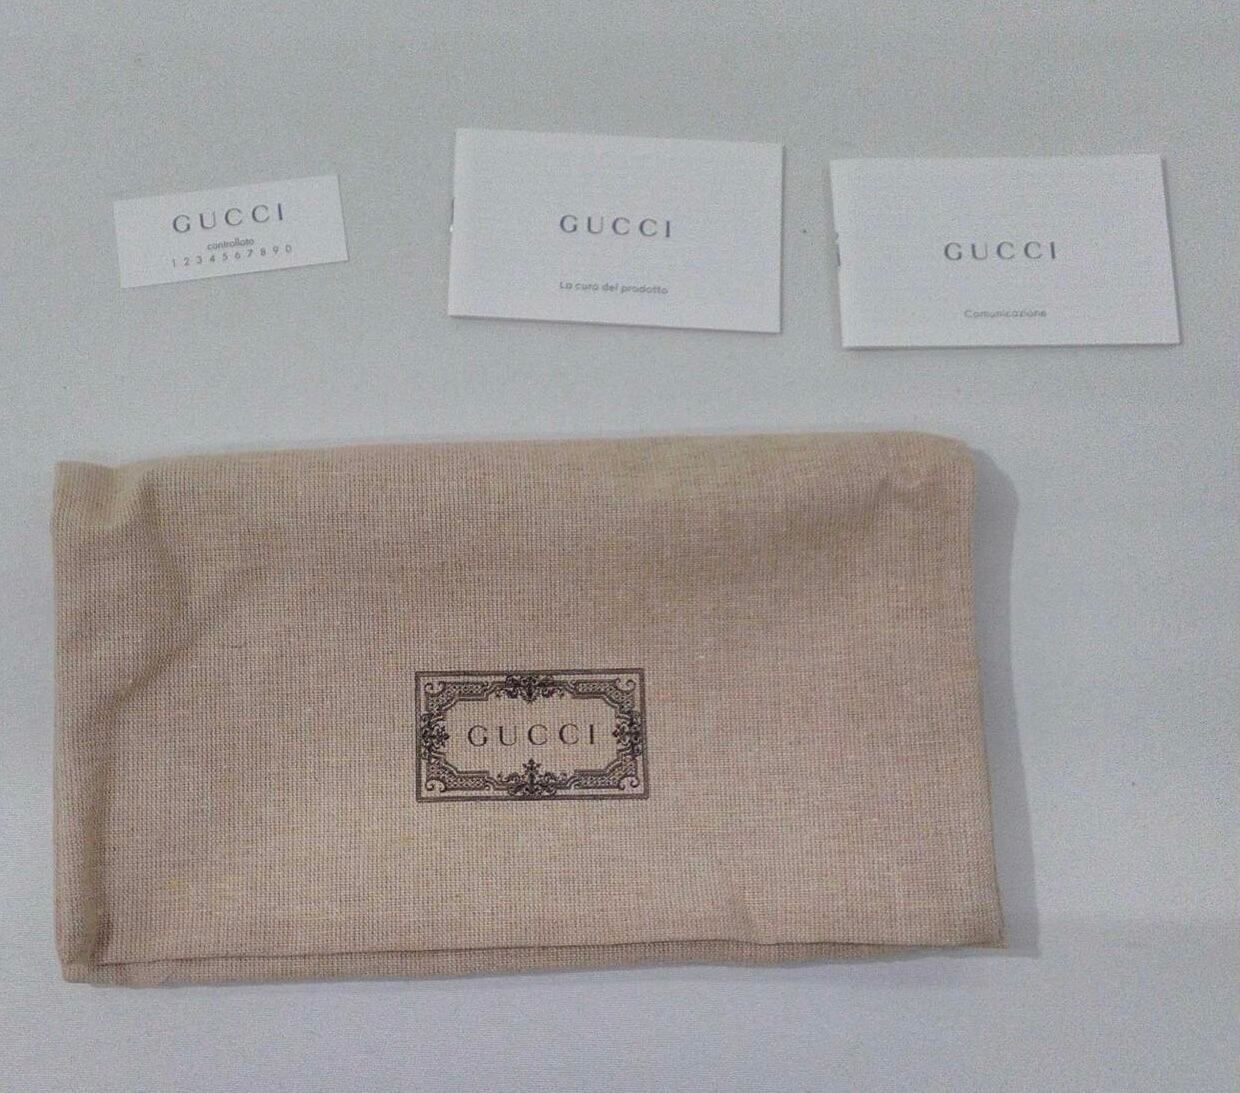 GUCCI
controllato
1 2 3 4 5 6 7 8 9 0
GUCCI
La cura del prodotto
GUCCI
Comunicazione
GUCCI